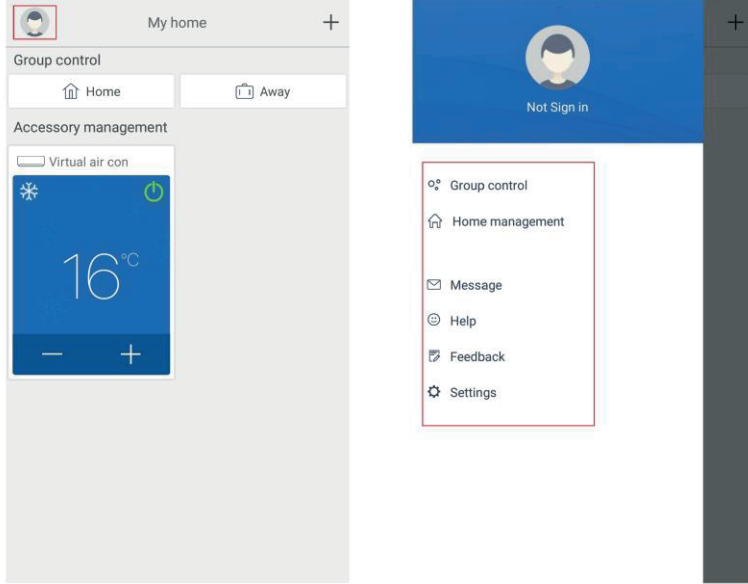 My home
+
Group control
Home
Away
Accessory management
Virtual air con
16°C
− +
+
Not Sign in
Group control
Home management
Message
Help
Feedback
Settings